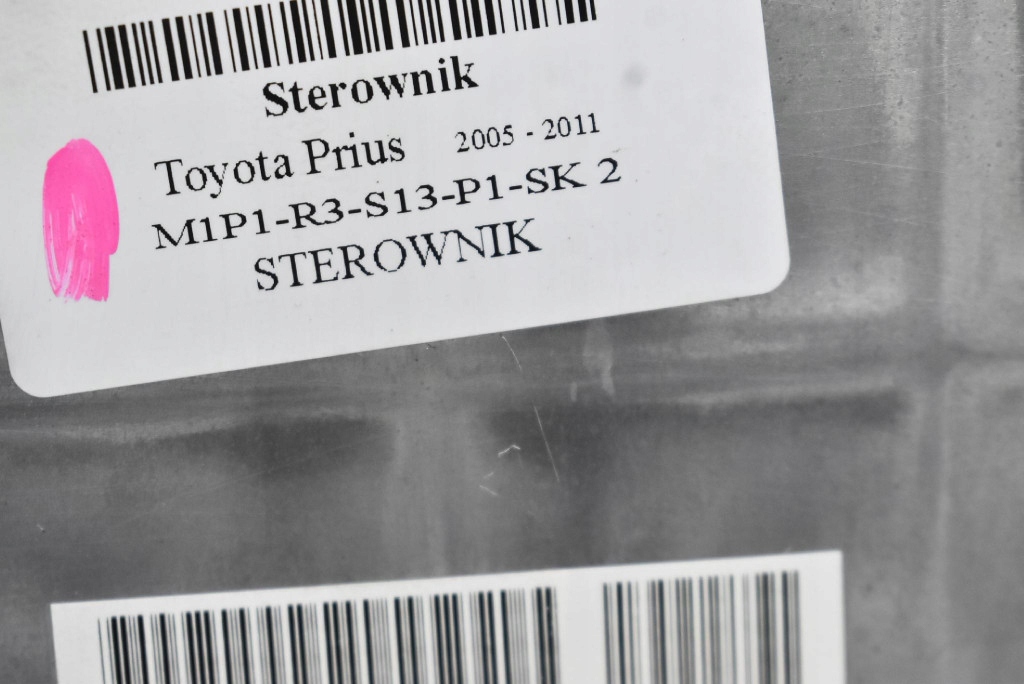 Sterownik
Toyota Prius 2005 - 2011
M1P1-R3-S13-P1-SK 2
STEROWNIK